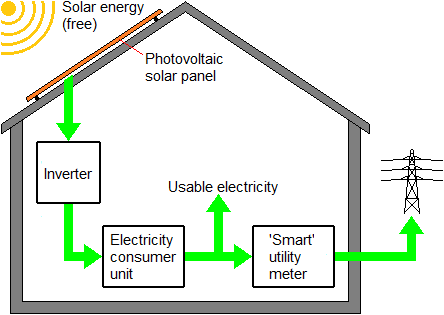 Solar energy
(free)
Photovoltaic
solar panel
Inverter
Usable electricity
Electricity
consumer
unit
'Smart'
utility
meter